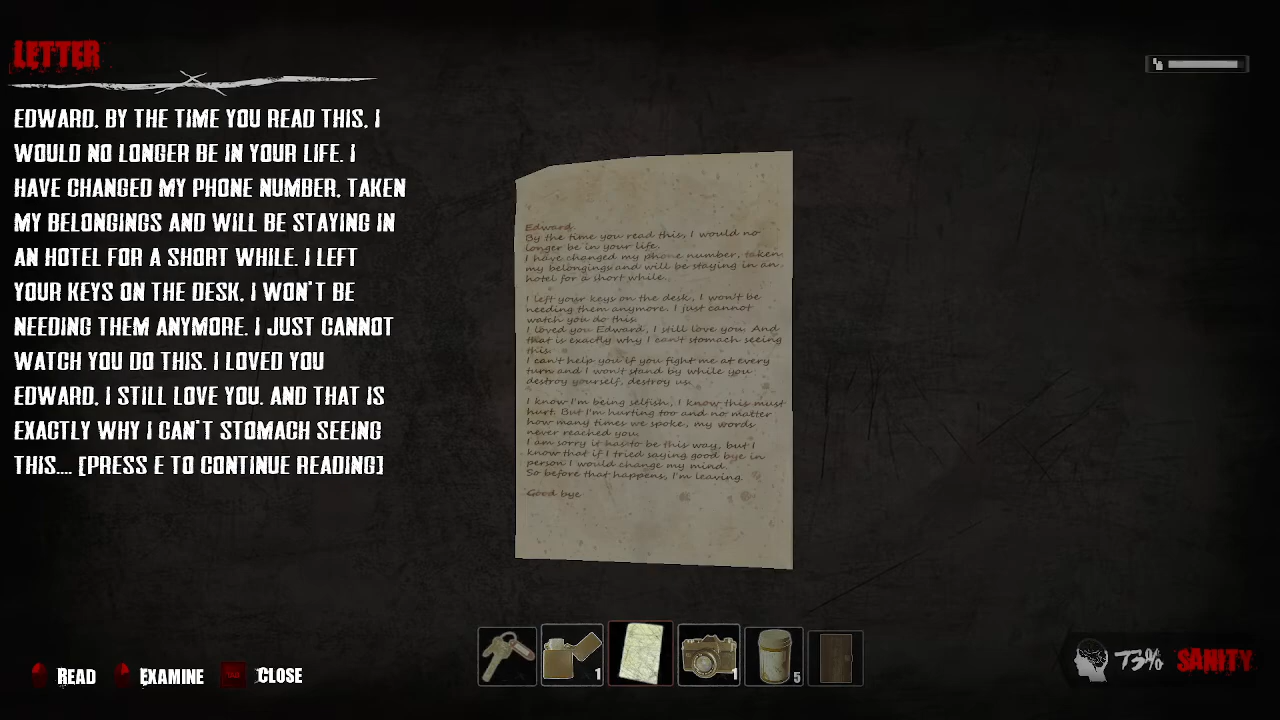 LETTER
EDWARD, BY THE TIME YOU READ THIS, I
WOULD NO LONGER BE IN YOUR LIFE. I
HAVE CHANGED MY PHONE NUMBER, TAKEN
MY BELONGINGS AND WILL BE STAYING IN
AN HOTEL FOR A SHORT WHILE. I LEFT
YOUR KEYS ON THE DESK, I WON'T BE
NEEDING THEM ANYMORE. I JUST CANNOT
WATCH YOU DO THIS. I LOVED YOU
EDWARD, I STILL LOVE YOU. AND THAT IS
EXACTLY WHY I CAN'T STOMACH SEEING
THIS.... [PRESS E TO CONTINUE READING]
Edward,
By the time you read this, I would no
longer be in your life.
I have changed my phone number, taken
my belongings and will be staying in an
hotel for a short while.
I left your keys on the desk, I won't be
needing them anymore. I just cannot
watch you do this.
I loved you Edward, I still love you. And
that is exactly why I can't stomach seeing
this.
I can't help you if you fight me at every
turn and I won't stand by while you
destroy yourself, destroy us.
I know I'm being selfish, I know this must
hurt. But I'm hurting too and no matter
how many times we spoke, my words
never reached you.
I am sorry it has to be this way, but I
know that if I tried saying good bye in
person I would change my mind.
So before that happens, I'm leaving.
Good bye
1
1
5
READ
EXAMINE
CLOSE
73% SANITY